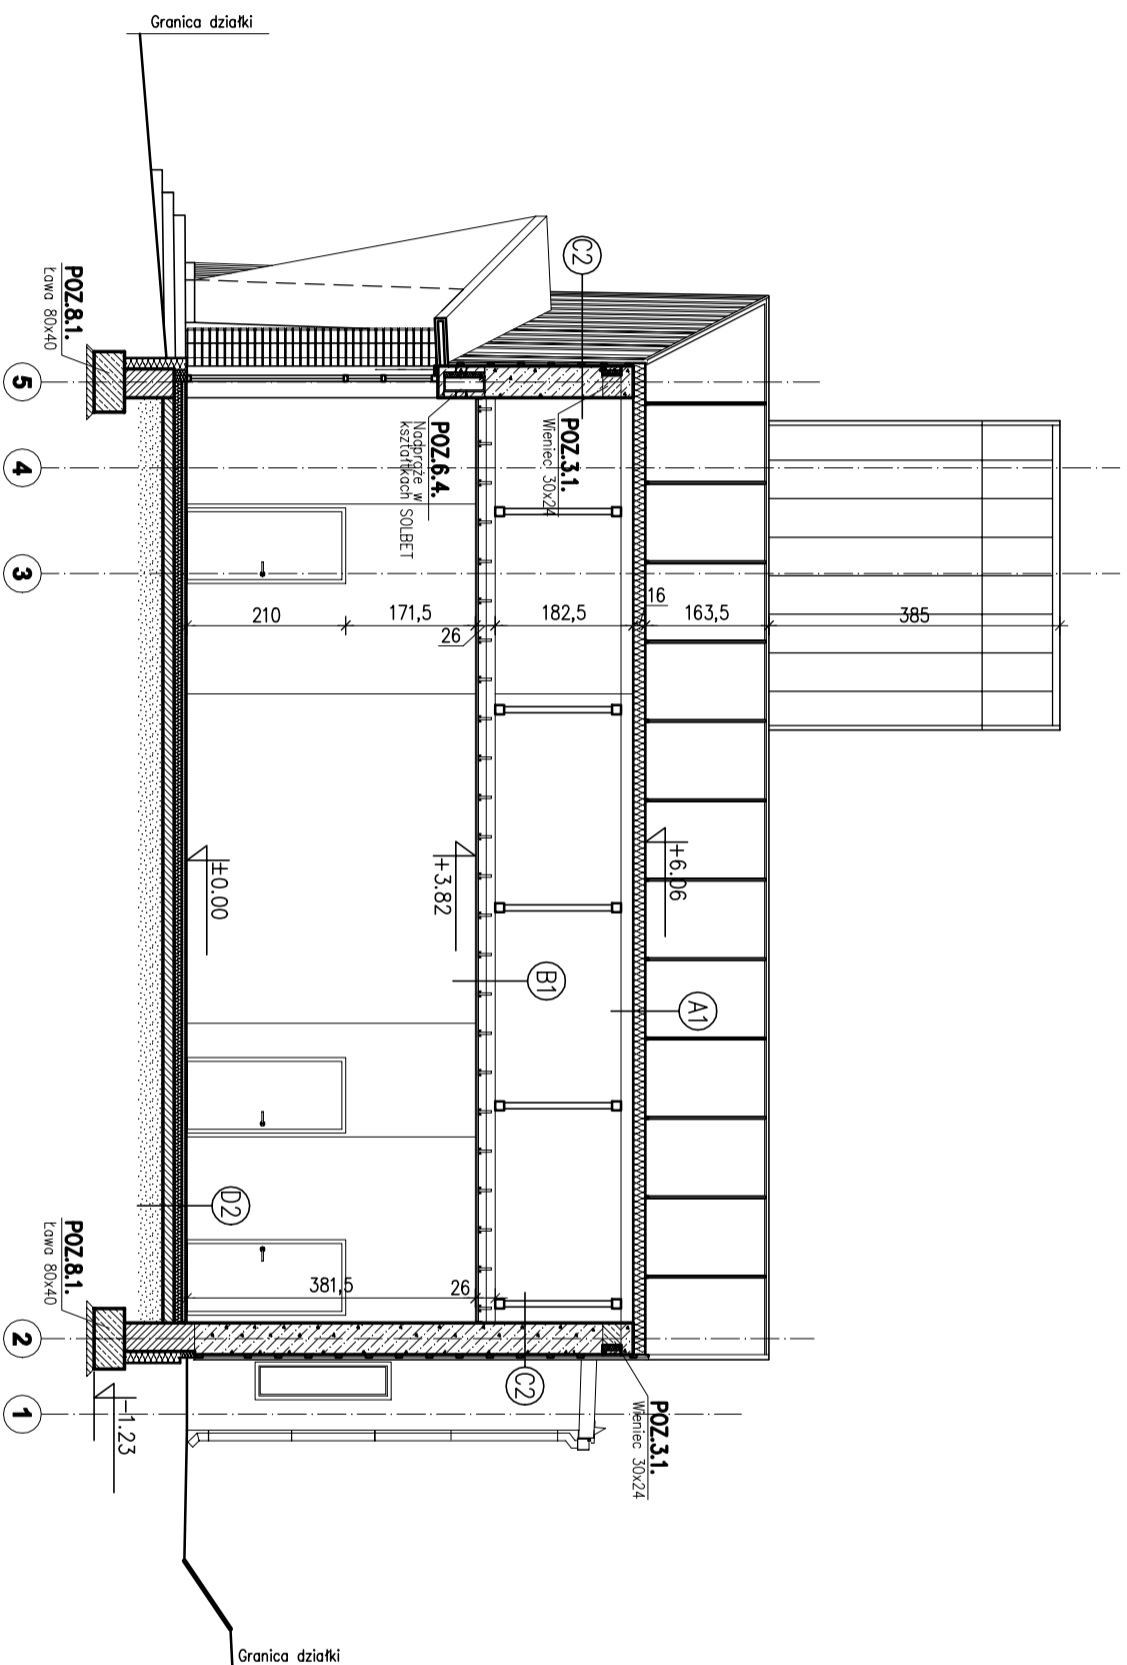 Granica działki
C2
POZ.8.1.
Ława 80x40
POZ.3.1.
Wieniec 30x24
POZ.6.4.
Nadproże w
kształtkach SOLBET
5
4
3
210
171,5
26
182,5
16
163,5
385
±0.00
+3.82
+6.06
B1
A1
D2
381,5
26
POZ.8.1.
Ława 80x40
C2
POZ.3.1.
Wieniec 30x24
2
1
-1.23
Granica działki